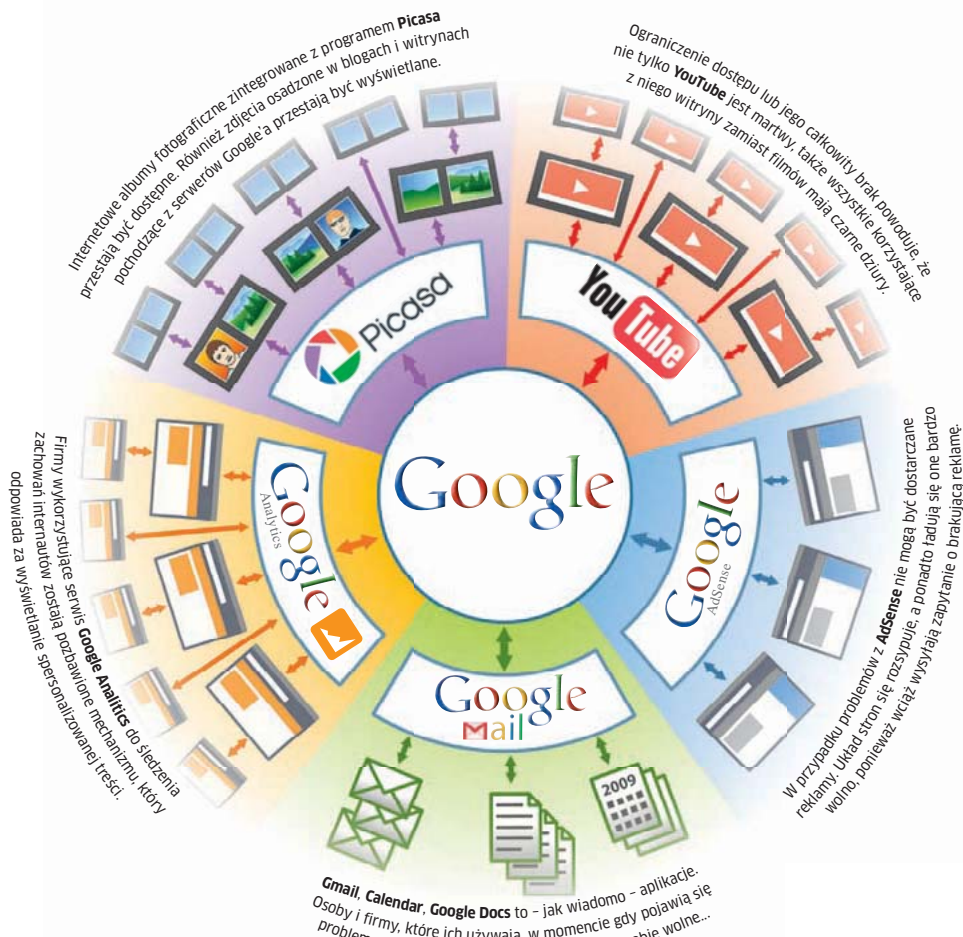 Internetowe albumy fotograficzne zintegrowane z programem Picasa
przestają być dostępne. Również zdjęcia osadzone w blogach i witrynach
pochodzące z serwerów Google'a przestają być wyświetlane.
Ograniczenie dostępu lub jego całkowity brak powoduje, że
nie tylko YouTube jest martwy, także wszystkie korzystające
z niego witryny zamiast filmów mają czarne dziury.
Picasa
YouTube
Google
Google
Analytics
Google
AdSense
Google
Mail
2009
Firmy wykorzystujące serwis Google Analitics do śledzenia
zachowań internautów zostają pozbawione mechanizmu, który
odpowiada za wyświetlanie spersonalizowanej treści.
W przypadku problemów z AdSense nie mogą być dostarczane
reklamy. Układ stron się rozsypuje, a ponadto ładują się one bardzo
wolno, ponieważ wciąż wysyłają zapytanie o brakującą reklamę.
Gmail, Calendar, Google Docs to – jak wiadomo – aplikacje.
Osoby i firmy, które ich używają, w momencie gdy pojawią się
wolne...